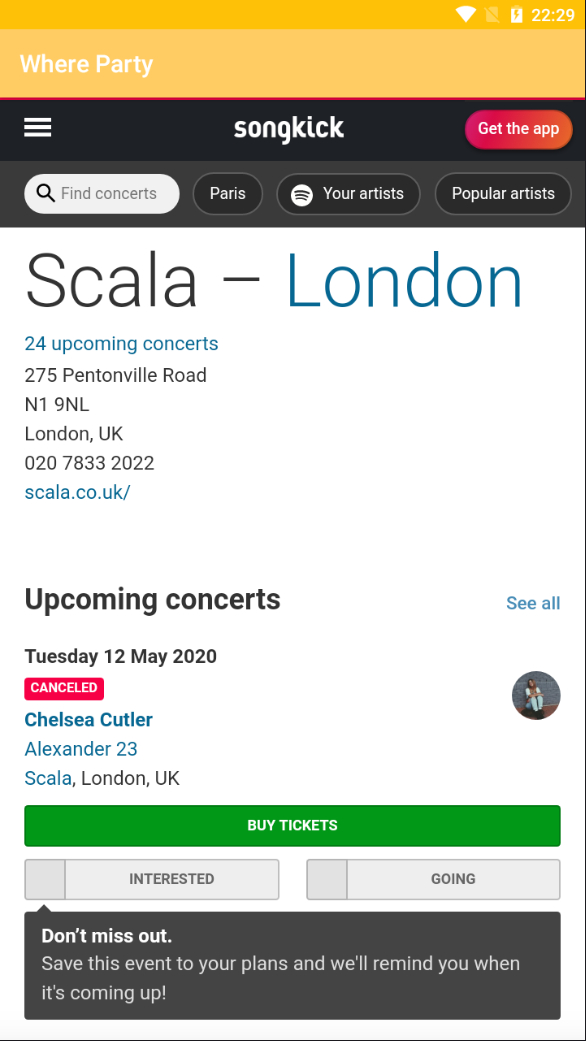 22:29
Where Party
songkick
Get the app
Find concerts
Paris
Your artists
Popular artists
Scala – London
24 upcoming concerts
275 Pentonville Road
N1 9NL
London, UK
020 7833 2022
scala.co.uk/
Upcoming concerts
See all
Tuesday 12 May 2020
CANCELED
Chelsea Cutler
Alexander 23
Scala, London, UK
BUY TICKETS
INTERESTED
GOING
Don’t miss out.
Save this event to your plans and we'll remind you when
it's coming up!